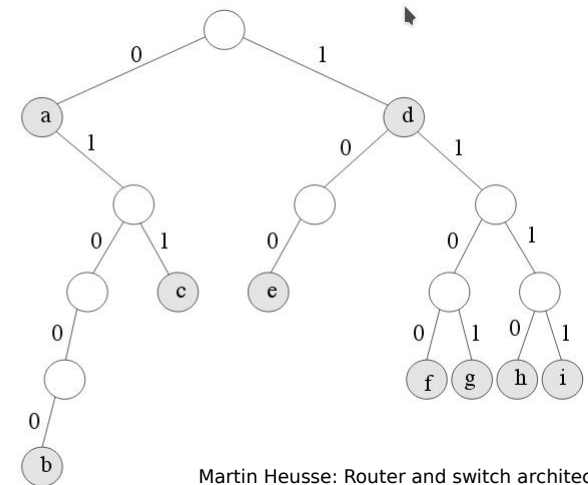 0 1
a d
1 0 1
0 1 0 0 1
c e
0 0 1 0 1
f g h i
0
b
Martin Heusse: Router and switch architec